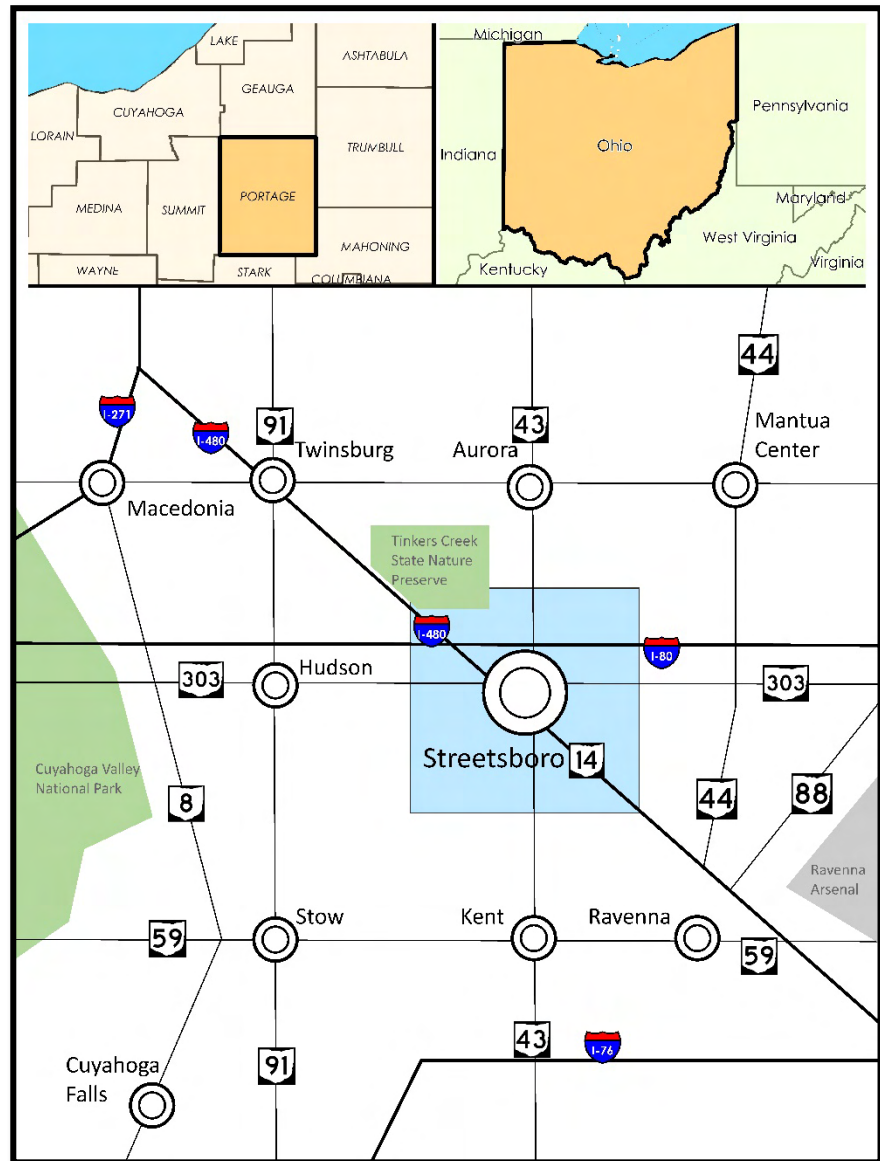 LAKE
ASHTABULA
GEAUGA
CUYAHOGA
LORAIN
TRUMBULL
PORTAGE
MEDINA
SUMMIT
MAHONING
WAYNE
STARK
COLUMBIANA
Michigan
Pennsylvania
Ohio
Indiana
Maryland
West Virginia
Kentucky
Virginia
44
I-271
91
43
I-480
Twinsburg
Aurora
Mantua
Center
Macedonia
Tinkers Creek
State Nature
Preserve
I-480
I-80
Hudson
303
303
Streetsboro
14
Cuyahoga Valley
National Park
8
44
88
Ravenna
Arsenal
Stow
Kent
Ravenna
59
59
43
I-76
91
Cuyahoga
Falls